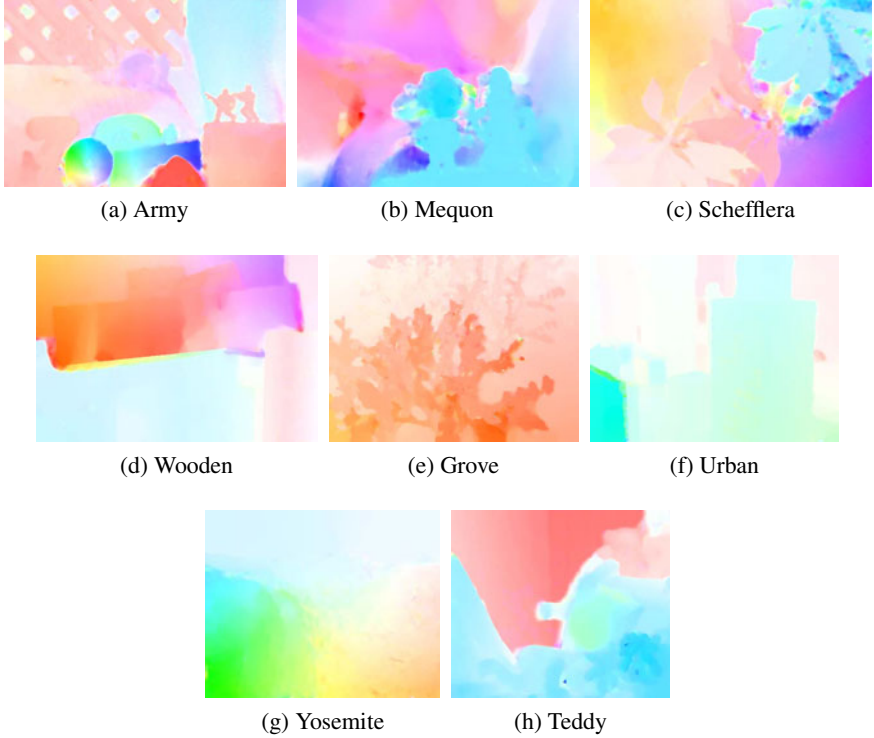 (a) Army
(b) Mequon
(c) Schefflera
(d) Wooden
(e) Grove
(f) Urban
(g) Yosemite
(h) Teddy